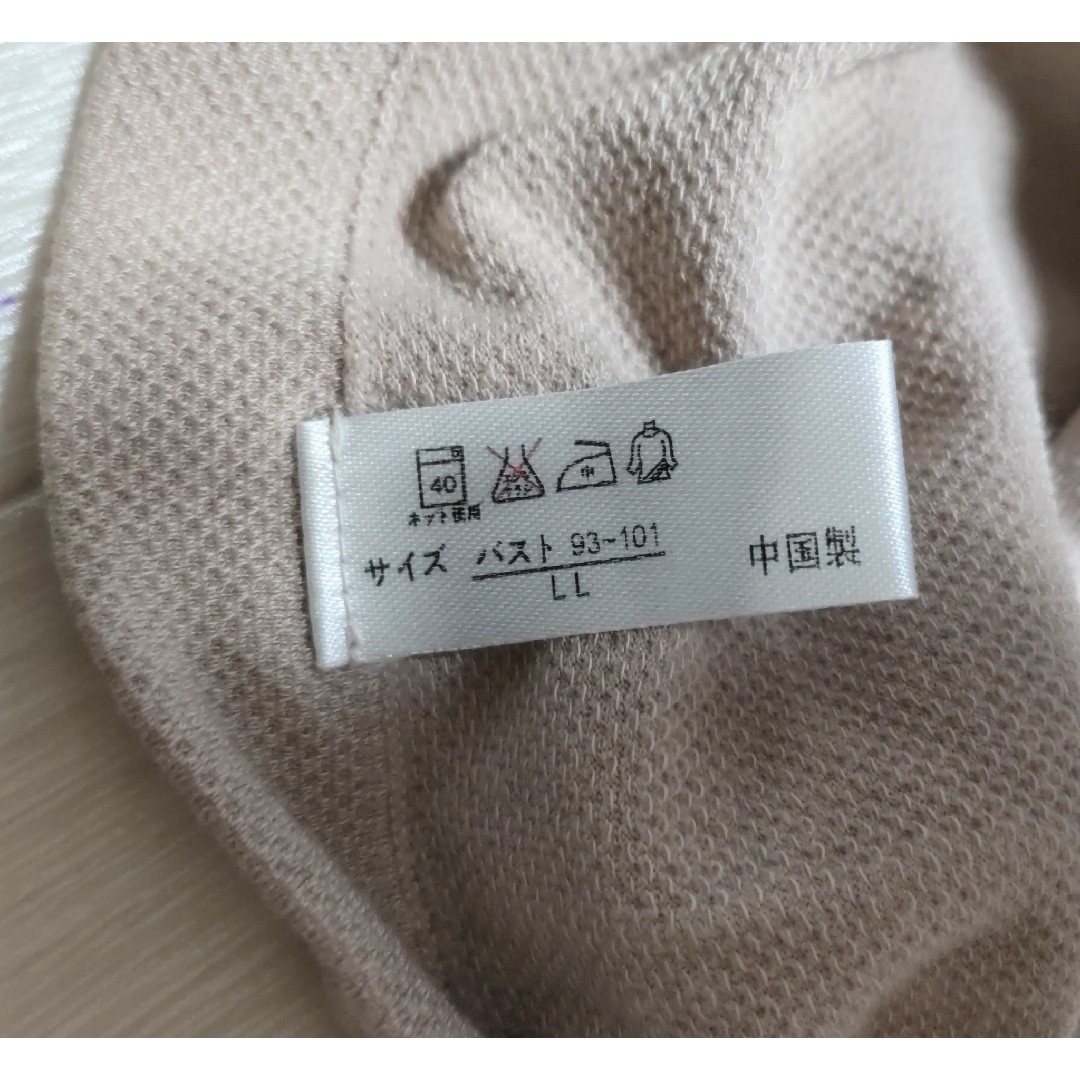 40
ネット使用
中
サイズ バスト 93~101
LL
中国製